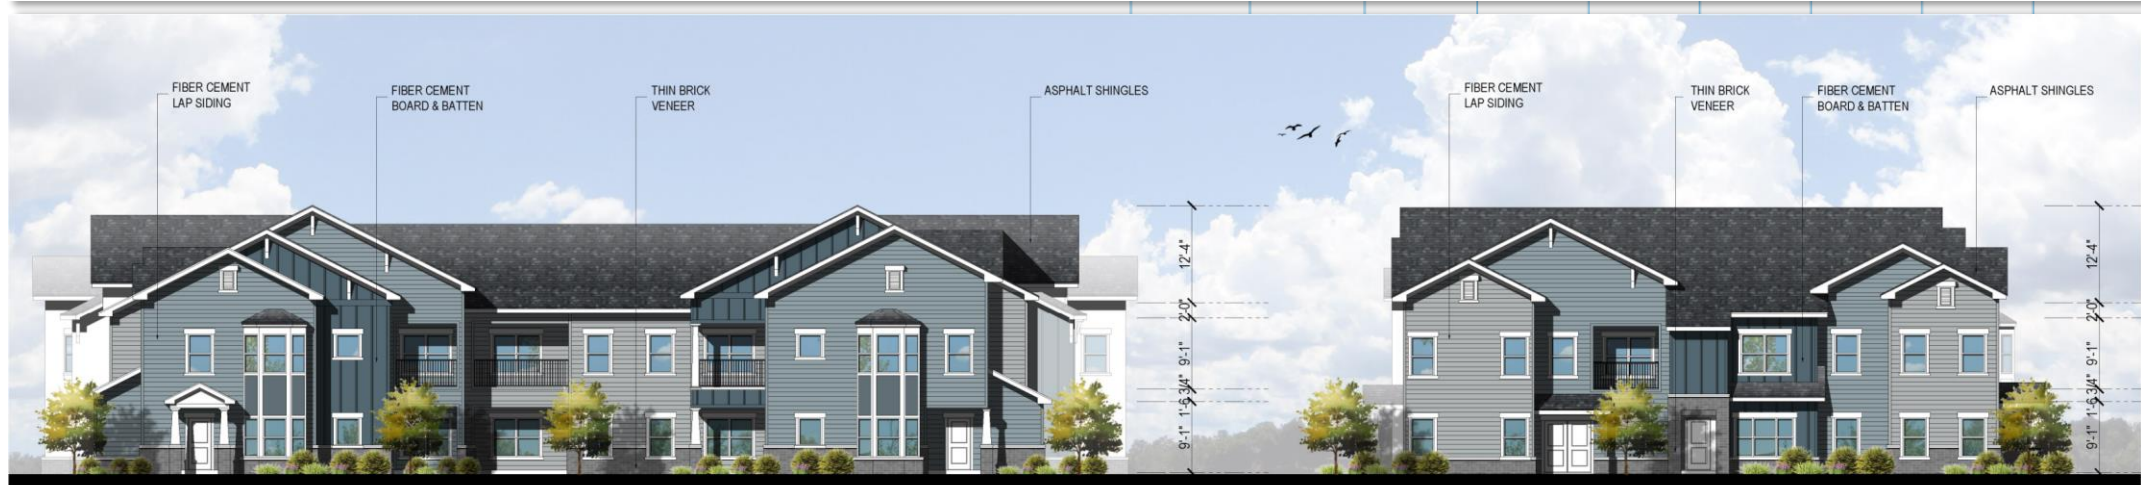 FIBER CEMENT
LAP SIDING
FIBER CEMENT
BOARD & BATTEN
THIN BRICK
VENEER
ASPHALT SHINGLES
12'-4"
2'-0"
9'-1"
1'-6 3/4"
9'-1"
FIBER CEMENT
LAP SIDING
THIN BRICK
VENEER
FIBER CEMENT
BOARD & BATTEN
ASPHALT SHINGLES
12'-4"
2'-0"
9'-1"
1'-6 3/4"
9'-1"